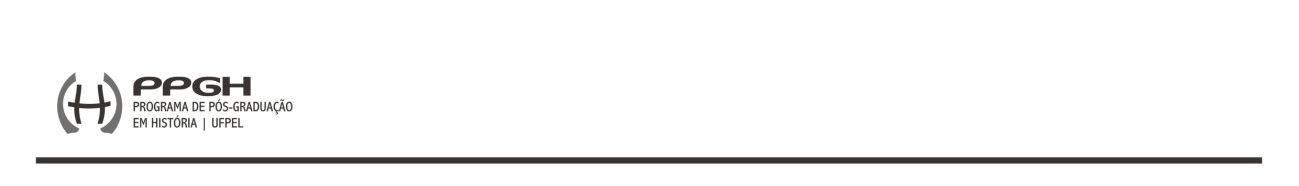 PPGH
PROGRAMA DE PÓS-GRADUAÇÃO
EM HISTÓRIA | UFPEL